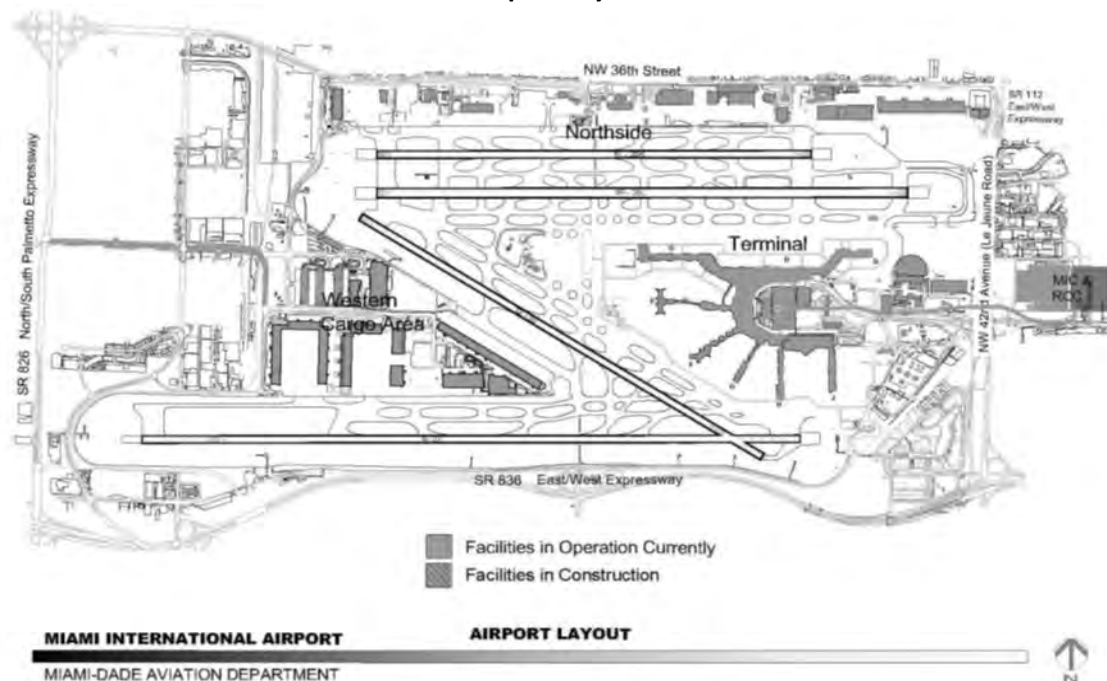 NW 36th Street
SR 112
East/West
Expressway
Northside
NW 42nd Avenue (Le Jeune Road)
SR 826 North/South Palmetto Expressway
Terminal
MIC &
RCC
Western
Cargo Area
SR 836 East/West Expressway
Facilities in Operation Currently
Facilities in Construction
MIAMI INTERNATIONAL AIRPORT
AIRPORT LAYOUT
MIAMI-DADE AVIATION DEPARTMENT
N